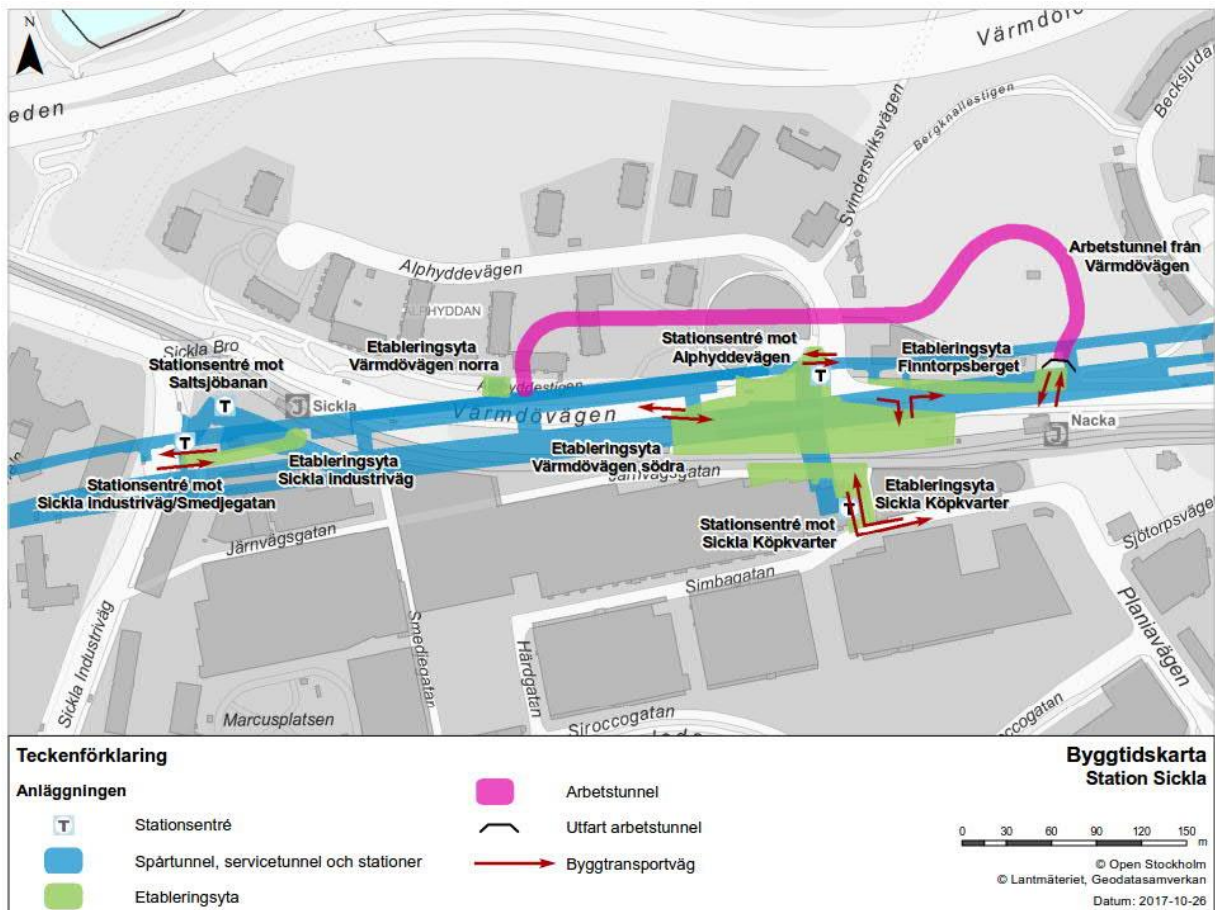 N
Värmdöl
eden
Becksjudar
Bergknallestigen
Svindersviksvägen
Alphyddevägen
Arbetstunnel från
Värmdövägen
ALPHYDDAN
Sickla Bro
Stationsentré mot
Saltsjöbanan
Etableringsyta
Värmdövägen norra
Stationsentré mot
Alphyddevägen
Etableringsyta
Finntorpsberget
T
T
J Sickla
Värmdövägen
J Nacka
T
Etableringsyta
Sickla Industriväg
Etableringsyta
Värmdövägen södra
Järnvägsgatan
Stationsentré mot
Sickla Industriväg/Smedjegatan
Etableringsyta
Sickla Köpkvarter
T
Stationsentré mot
Sickla Köpkvarter
Järnvägsgatan
Sjötorpsväge
Simbagatan
Planiavägen
Smedjegatan
Sickla Industriväg
Härdgatan
Marcusplatsen
Siroccogatan
occogatan
Teckenförklaring
Anläggningen
T Stationsentré
Spårtunnel, servicetunnel och stationer
Etableringsyta
Arbetstunnel
Utfart arbetstunnel
Byggtransportväg
Byggtidskarta
Station Sickla
0 30 60 90 120 150
m
© Open Stockholm
© Lantmäteriet, Geodatasamverkan
Datum: 2017-10-26